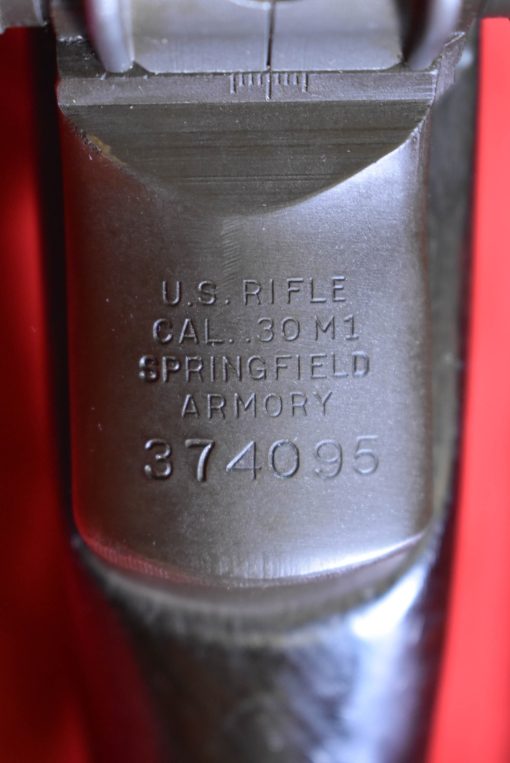 U.S. RIFLE
CAL..30 M1
SPRINGFIELD
ARMORY
374095